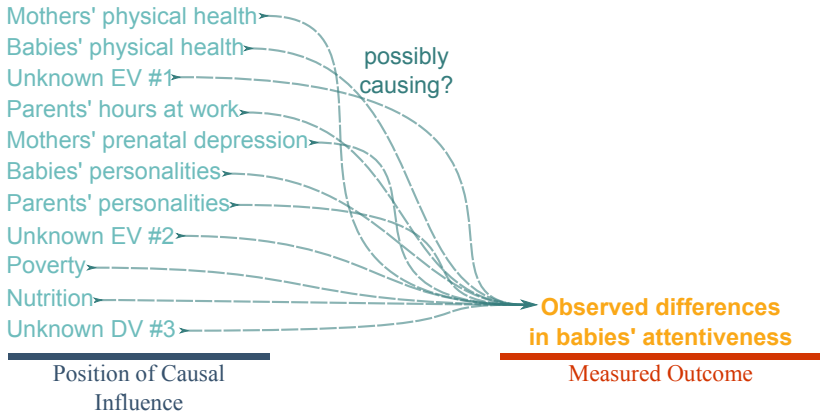 Mothers' physical health
Babies' physical health
Unknown EV #1
Parents' hours at work
Mothers' prenatal depression
Babies' personalities
Parents' personalities
Unknown EV #2
Poverty
Nutrition
Unknown DV #3
possibly
causing?
Observed differences
in babies' attentiveness
Position of Causal
Influence
Measured Outcome